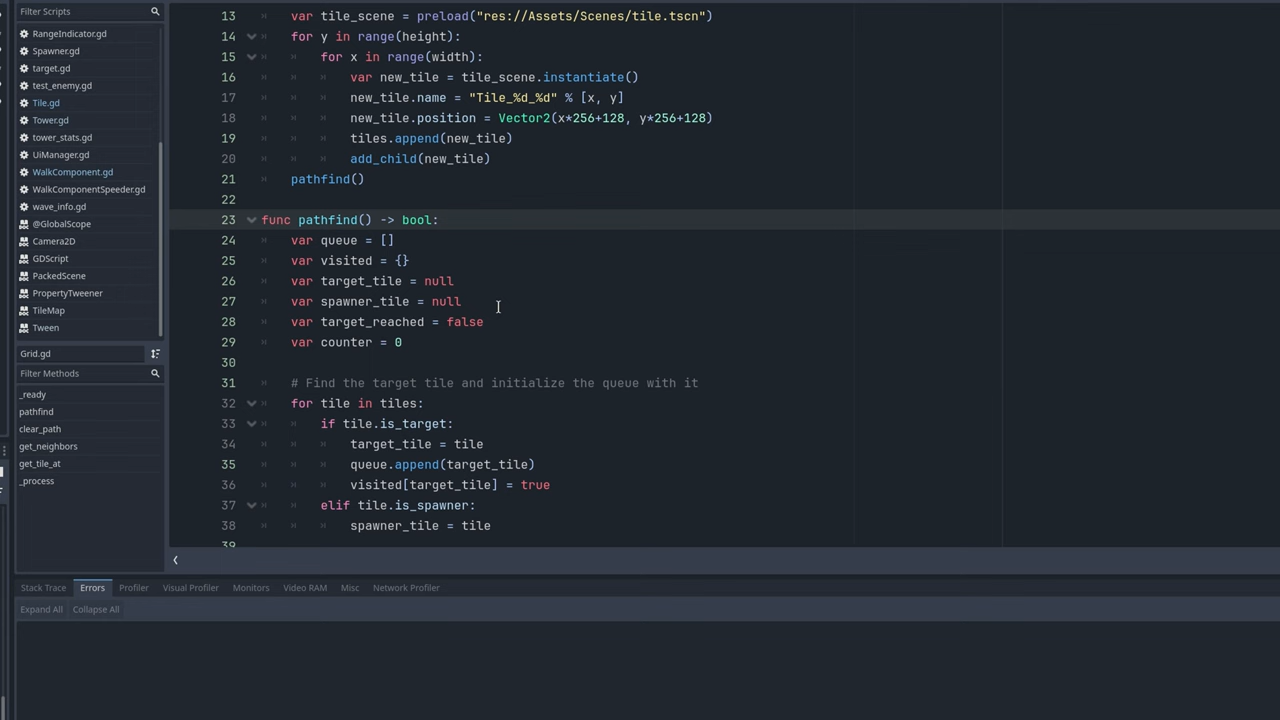 Filter Scripts
RangeIndicator.gd
Spawner.gd
target.gd
test_enemy.gd
Tile.gd
Tower.gd
tower_stats.gd
UiManager.gd
WalkComponent.gd
WalkComponentSpeeder.gd
wave_info.gd
@GlobalScope
Camera2D
GDScript
PackedScene
PropertyTweener
TileMap
Tween
Grid.gd
Filter Methods
_ready
pathfind
clear_path
get_neighbors
get_tile_at
_process
13 var tile_scene = preload("res://Assets/Scenes/tile.tscn")
14 for y in range(height):
15 for x in range(width):
16 var new_tile = tile_scene.instantiate()
17 new_tile.name = "Tile_%d_%d" % [x, y]
18 new_tile.position = Vector2(x*256+128, y*256+128)
19 tiles.append(new_tile)
20 add_child(new_tile)
21 pathfind()
22
23 func pathfind() -> bool:
24 var queue = []
25 var visited = {}
26 var target_tile = null
27 var spawner_tile = null
28 var target_reached = false
29 var counter = 0
30
31 # Find the target tile and initialize the queue with it
32 for tile in tiles:
33 if tile.is_target:
34 target_tile = tile
35 queue.append(target_tile)
36 visited[target_tile] = true
37 elif tile.is_spawner:
38 spawner_tile = tile
39
Stack Trace Errors Profiler Visual Profiler Monitors Video RAM Misc Network Profiler
Expand All Collapse All